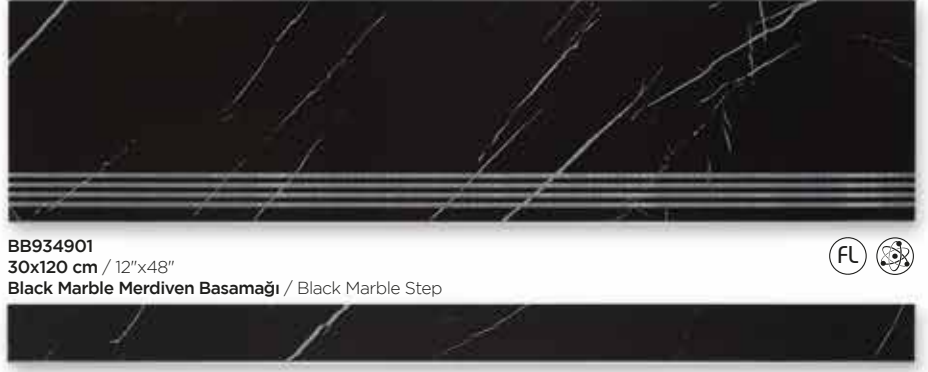 BB934901
30x120 cm / 12"x48"
Black Marble Merdiven Basamağı / Black Marble Step
FL